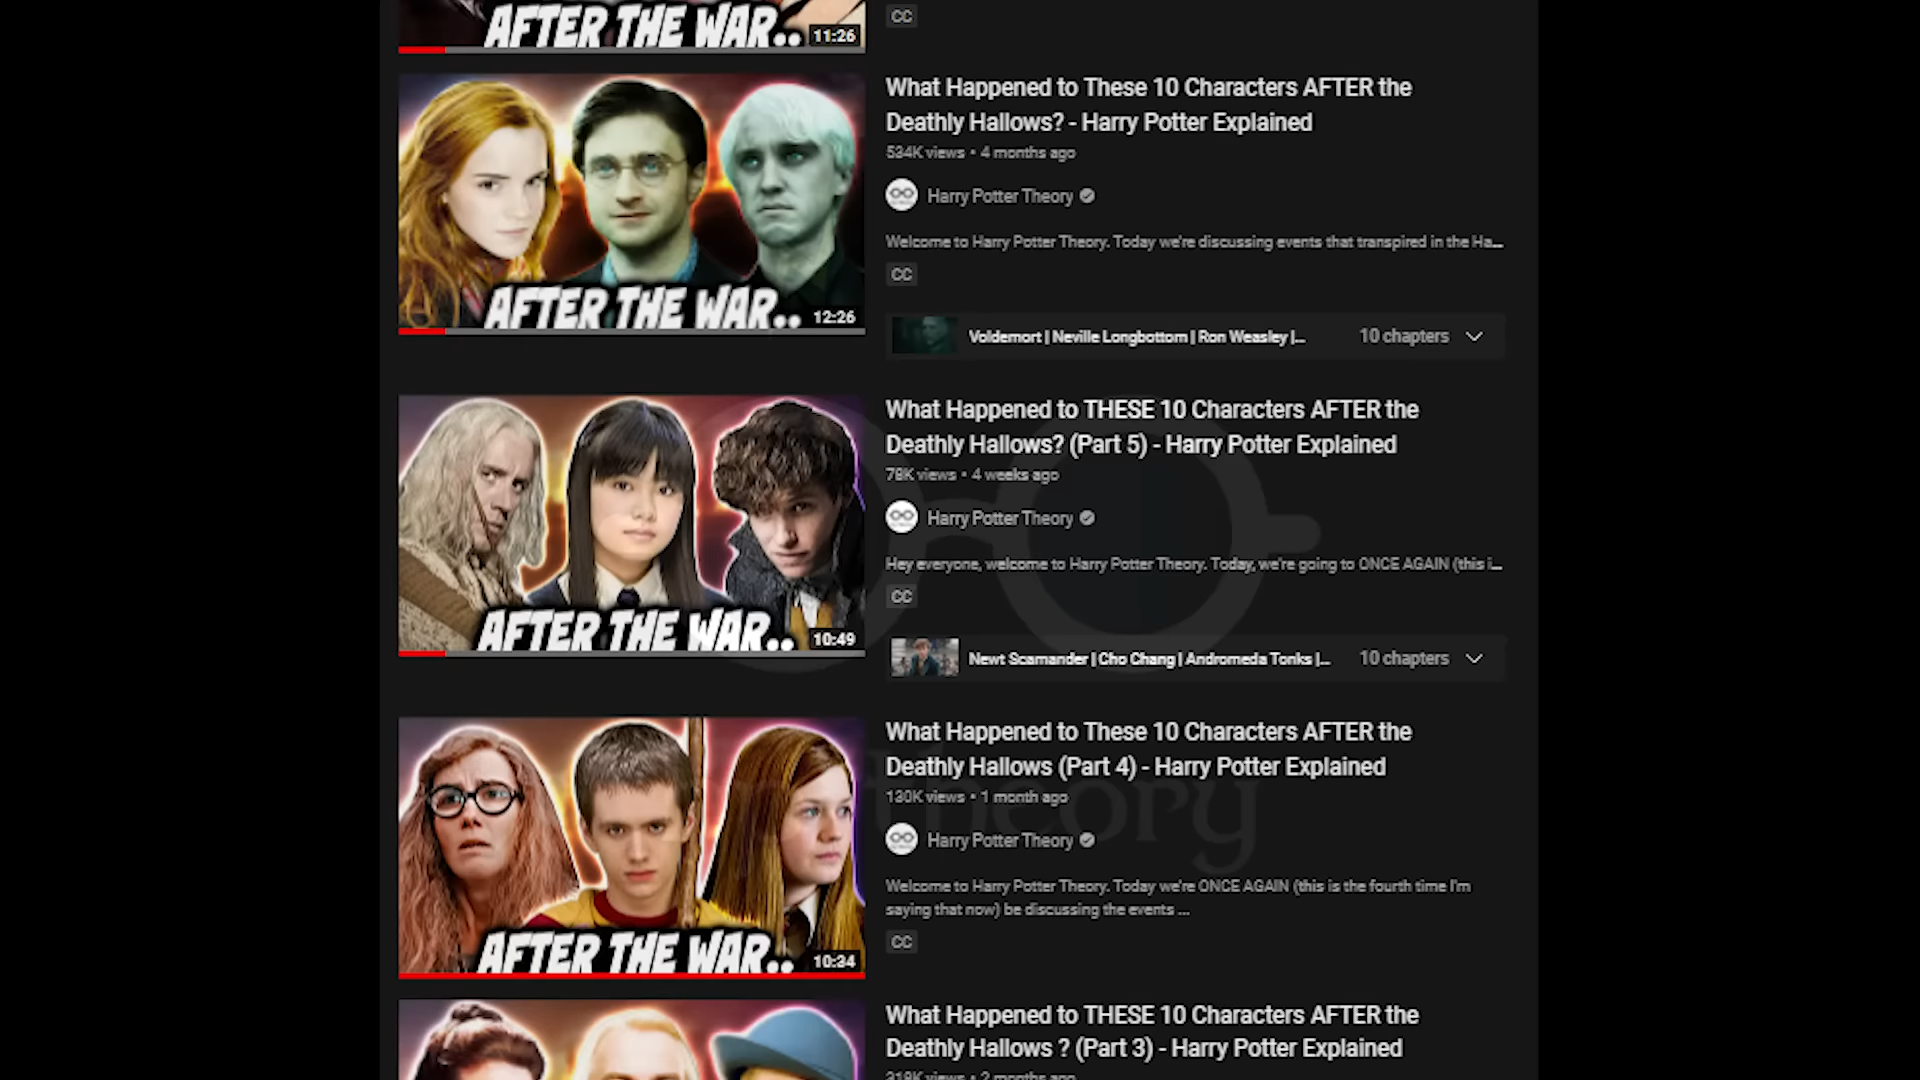 AFTER THE WAR..
11:26
CC
What Happened to These 10 Characters AFTER the
Deathly Hallows? - Harry Potter Explained
534K views • 4 months ago
Harry Potter Theory
Welcome to Harry Potter Theory. Today we're discussing events that transpired in the Ha...
CC
AFTER THE WAR..
12:26
Voldemort | Neville Longbottom | Ron Weasley |...
10 chapters
What Happened to THESE 10 Characters AFTER the
Deathly Hallows? (Part 5) - Harry Potter Explained
78K views • 4 weeks ago
Harry Potter Theory
Hey everyone, welcome to Harry Potter Theory. Today, we're going to ONCE AGAIN (this i...
CC
AFTER THE WAR..
10:49
Newt Scamander | Cho Chang | Andromeda Tonks |...
10 chapters
What Happened to These 10 Characters AFTER the
Deathly Hallows (Part 4) - Harry Potter Explained
130K views • 1 month ago
theory
Harry Potter Theory
Welcome to Harry Potter Theory. Today we're ONCE AGAIN (this is the fourth time I'm
saying that now) be discussing the events ...
CC
AFTER THE WAR..
10:34
What Happened to THESE 10 Characters AFTER the
Deathly Hallows ? (Part 3) - Harry Potter Explained
319K views • 2 months ago